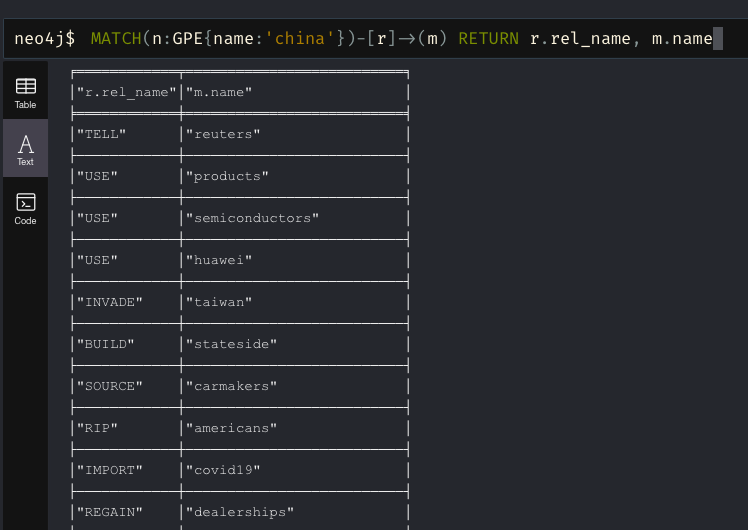 neo4j$ MATCH(n:GPE{name:'china'})-[r]→(m) RETURN r.rel_name, m.name
Table
Text
Code
"r.rel_name" "m.name"
"TELL" "reuters"
"USE" "products"
"USE" "semiconductors"
"USE" "huawei"
"INVADE" "taiwan"
"BUILD" "stateside"
"SOURCE" "carmakers"
"RIP" "americans"
"IMPORT" "covid19"
"REGAIN" "dealerships"